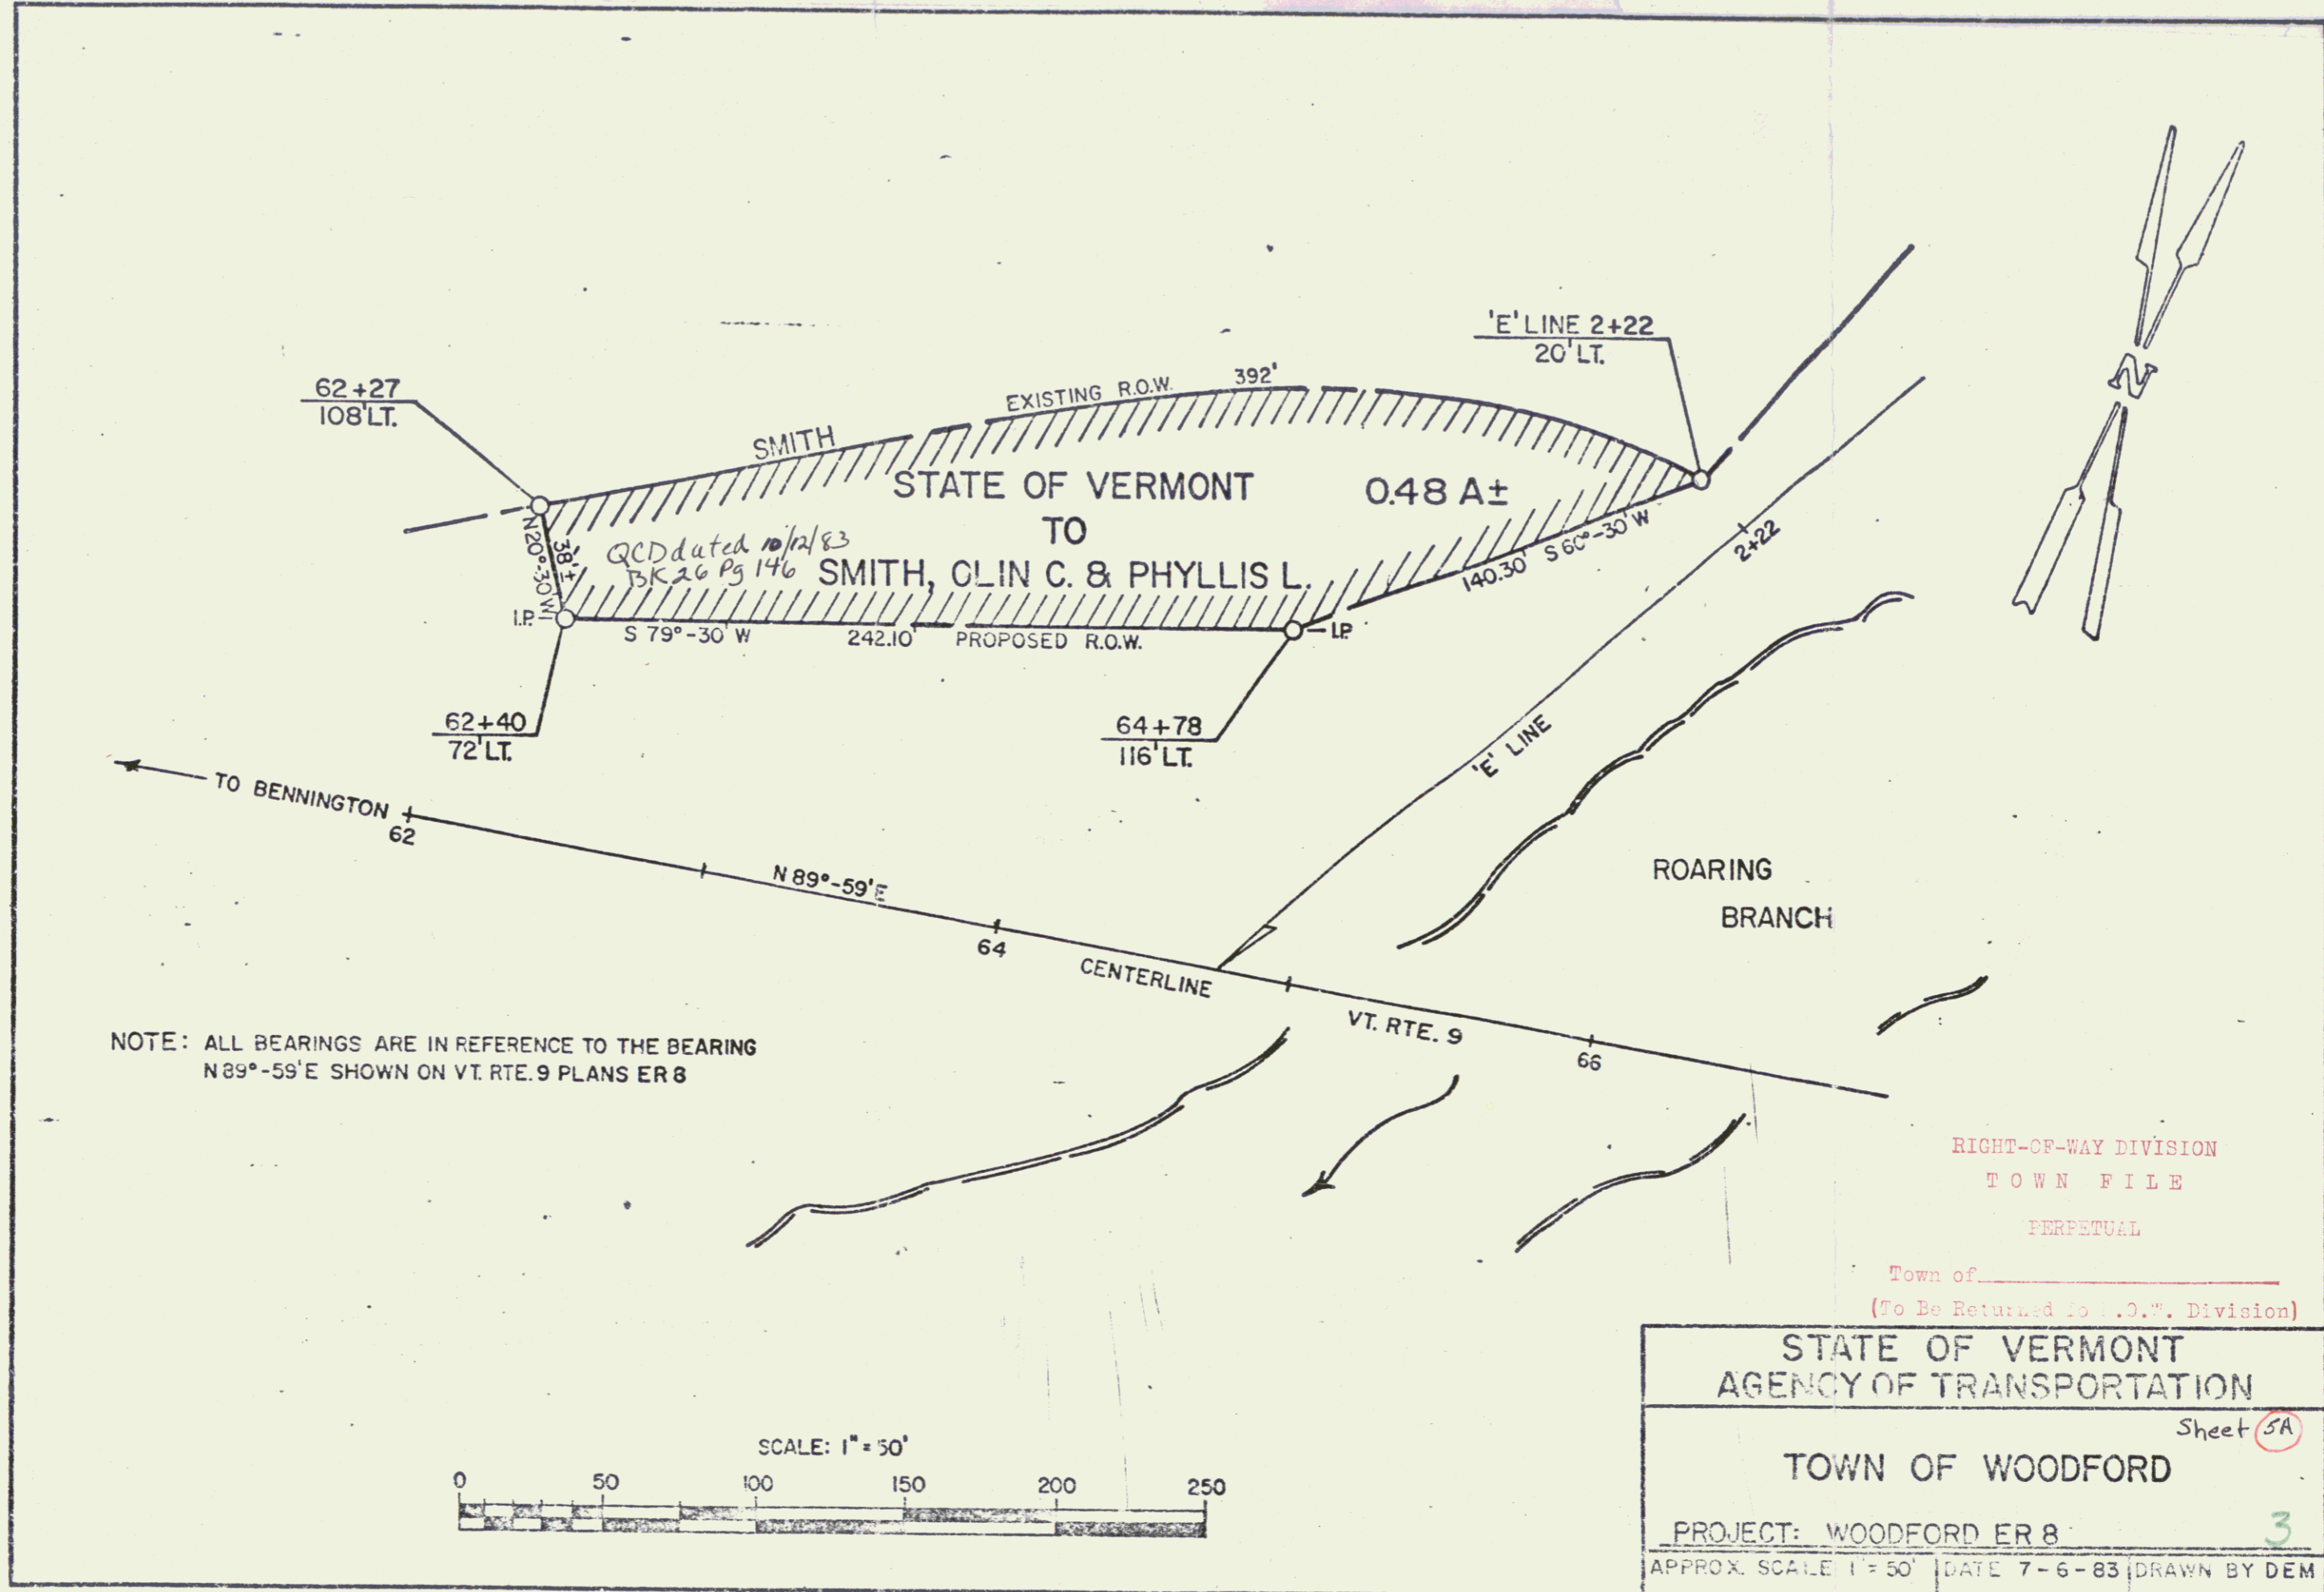 'E' LINE 2+22
20' LT.
62+27
108' LT.
EXISTING R.O.W. 392'
SMITH
STATE OF VERMONT 0.48 A±
TO
SMITH, CLIN C. & PHYLLIS L.
QCD dated 10/12/83
BK 26 Pg 146
N20°-30'W
38'±
I.P.
S 79°-30' W 242.10' PROPOSED R.O.W.
I.P.
140.30' S 60°-30' W
2+22
N
62+40
72' LT.
64+78
116' LT.
'E' LINE
TO BENNINGTON
62
N 89°-59'E
64
CENTERLINE
VT. RTE. 9
66
ROARING
BRANCH
NOTE: ALL BEARINGS ARE IN REFERENCE TO THE BEARING
N 89°-59'E SHOWN ON VT. RTE. 9 PLANS ER 8
RIGHT-OF-WAY DIVISION
TOWN FILE
PERPETUAL
Town of
(To Be Returned to .O.W. Division)
SCALE: 1" = 50'
0 50 100 150 200 250
STATE OF VERMONT
AGENCY OF TRANSPORTATION
Sheet 5A
TOWN OF WOODFORD
PROJECT: WOODFORD ER 8
3
APPROX. SCALE 1" = 50' DATE 7-6-83 DRAWN BY DEM